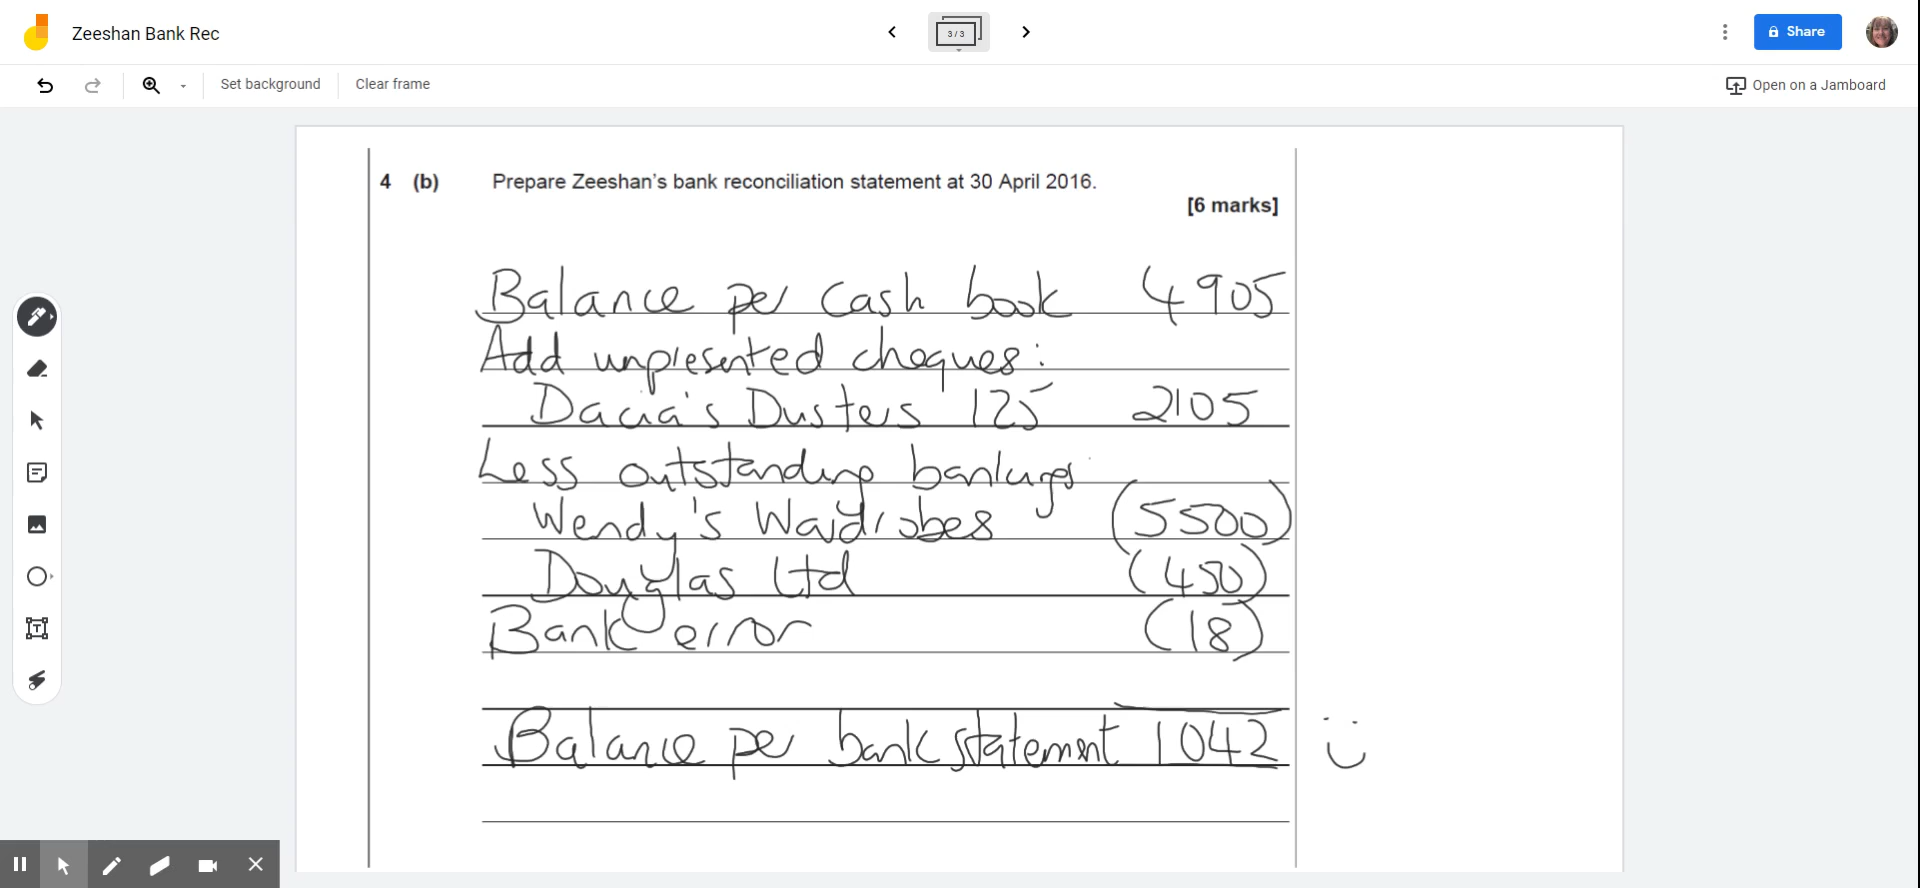 Zeeshan Bank Rec
3 / 3
Share
Set background
Clear frame
Open on a Jamboard
4 (b) Prepare Zeeshan's bank reconciliation statement at 30 April 2016.
[6 marks]
Balance per cash book 4905
Add unpresented cheques:
Dacia's Dusters 125 2105
Less outstanding bankings
Wendy's Wardrobes (5500)
Douglas Ltd (450)
Bank error (18)
Balance per bank statement 1042